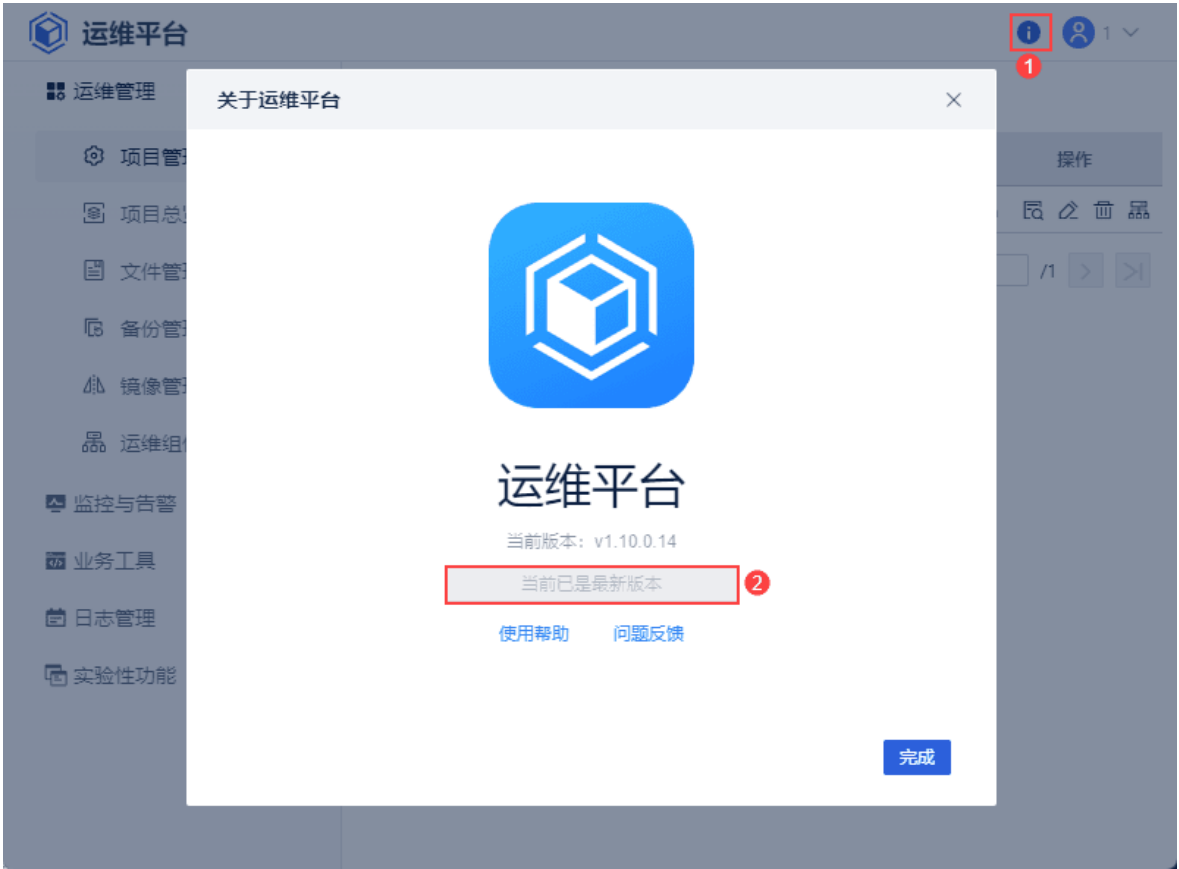 运维平台
1
1
运维管理
关于运维平台
项目管
操作
项目总
文件管
/1
备份管
镜像管
运维组
运维平台
监控与告警
当前版本：v1.10.0.14
业务工具
当前已是最新版本
2
日志管理
使用帮助 问题反馈
实验性功能
完成